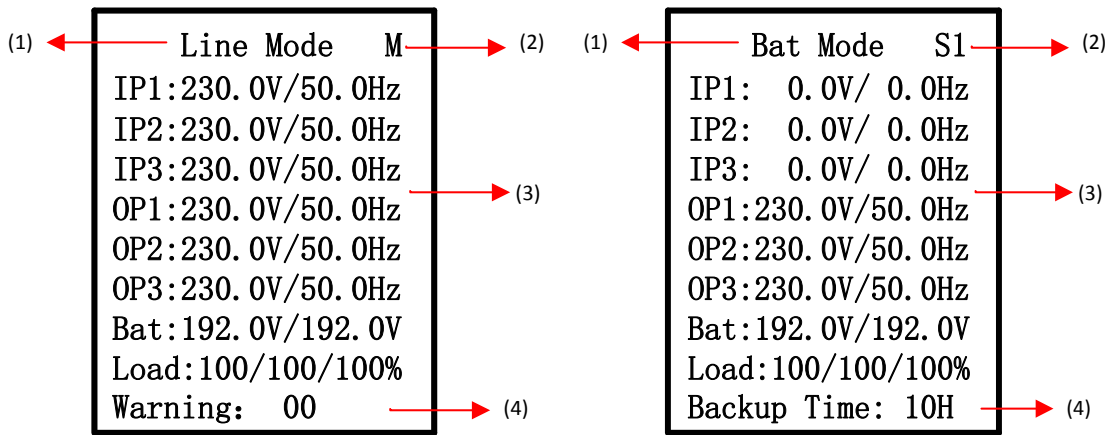 (1) Line Mode M (2)
IP1:230.0V/50.0Hz
IP2:230.0V/50.0Hz
IP3:230.0V/50.0Hz
(3)
OP1:230.0V/50.0Hz
OP2:230.0V/50.0Hz
OP3:230.0V/50.0Hz
Bat:192.0V/192.0V
Load:100/100/100%
Warning: 00 (4)
(1) Bat Mode S1 (2)
IP1: 0.0V/ 0.0Hz
IP2: 0.0V/ 0.0Hz
IP3: 0.0V/ 0.0Hz
(3)
OP1:230.0V/50.0Hz
OP2:230.0V/50.0Hz
OP3:230.0V/50.0Hz
Bat:192.0V/192.0V
Load:100/100/100%
Backup Time: 10H (4)